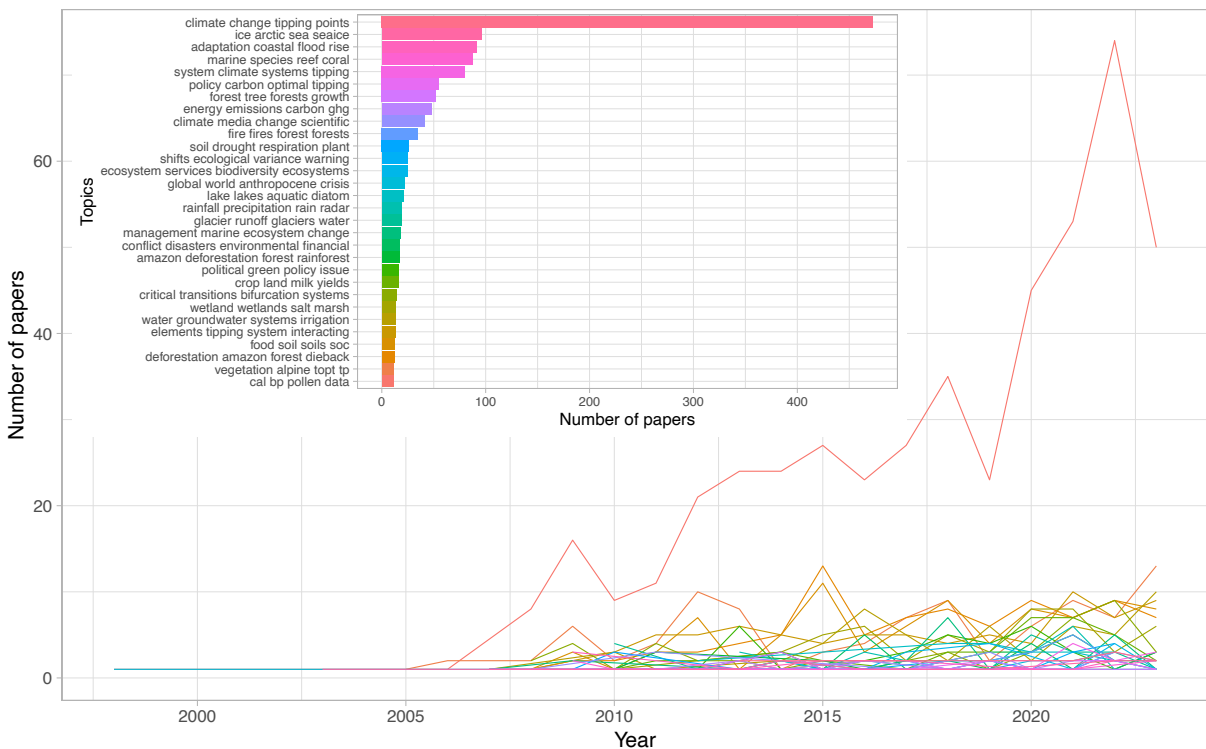 climate change tipping points
ice arctic sea seaice
adaptation coastal flood rise
marine species reef coral
system climate systems tipping
policy carbon optimal tipping
forest tree forests growth
energy emissions carbon ghg
climate media change scientific
fire fires forest forests
soil drought respiration plant
shifts ecological variance warning
ecosystem services biodiversity ecosystems
global world anthropocene crisis
lake lakes aquatic diatom
rainfall precipitation rain radar
glacier runoff glaciers water
management marine ecosystem change
conflict disasters environmental financial
amazon deforestation forest rainforest
political green policy issue
crop land milk yields
critical transitions bifurcation systems
wetland wetlands salt marsh
water groundwater systems irrigation
elements tipping system interacting
food soil soils soc
deforestation amazon forest dieback
vegetation alpine topt tp
cal bp pollen data
Topics
0 100 200 300 400
Number of papers
Number of papers
60
40
20
0
2000 2005 2010 2015 2020
Year